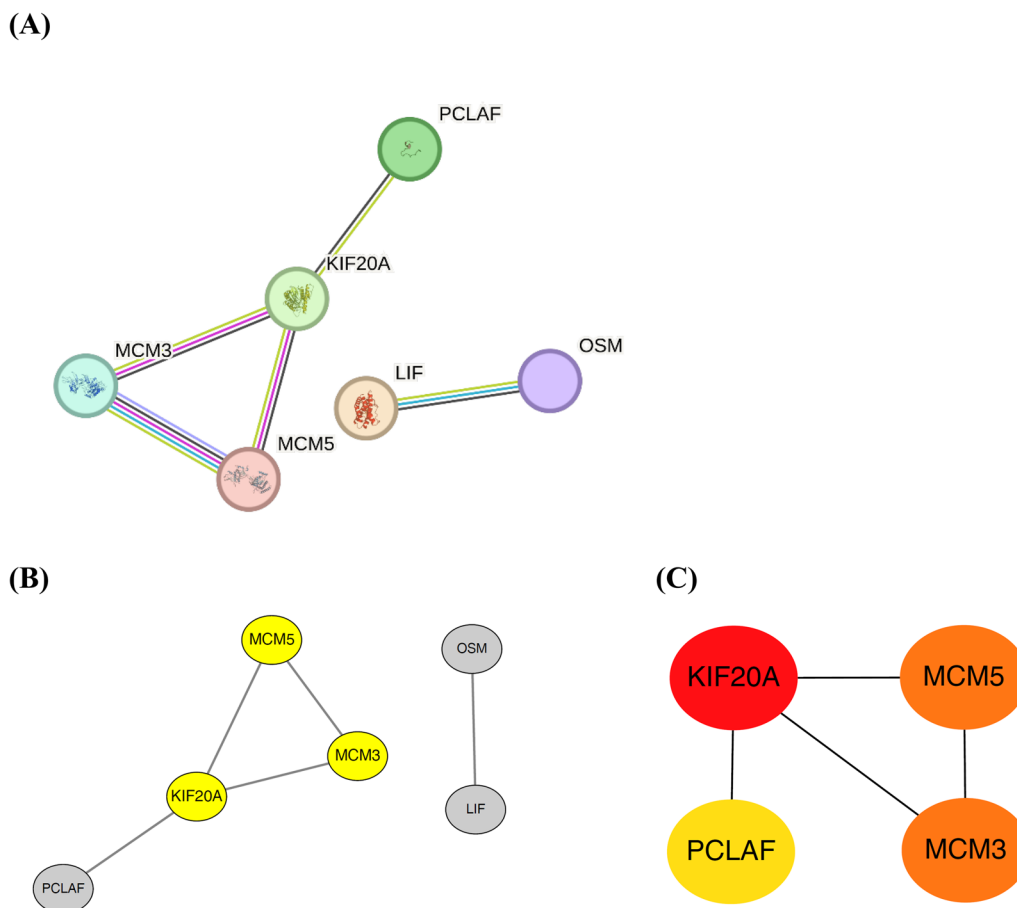 (A)
PCLAF
KIF20A
MCM3
LIF
OSM
MCM5
(B)
(C)
MCM5
OSM
MCM3
KIF20A
LIF
PCLAF
KIF20A
MCM5
PCLAF
MCM3